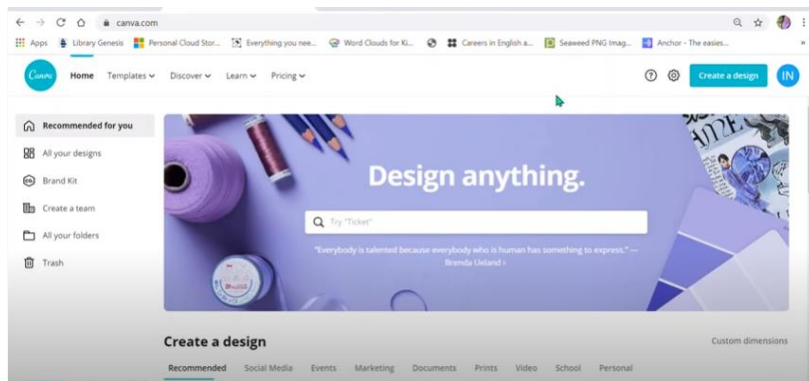 canva.com
Apps Library Genesis Personal Cloud Stor... Everything you nee... Word Clouds for Ki... Careers in English a... Seaweed PNG Imag... Anchor - The easies...
Canva Home Templates Discover Learn Pricing Create a design IN
Recommended for you
All your designs
Brand Kit
Create a team
All your folders
Trash
Design anything.
Try "Ticket"
"Everybody is talented because everybody who is human has something to express." —
Brenda Ueland ›
Create a design
Custom dimensions
Recommended Social Media Events Marketing Documents Prints Video School Personal